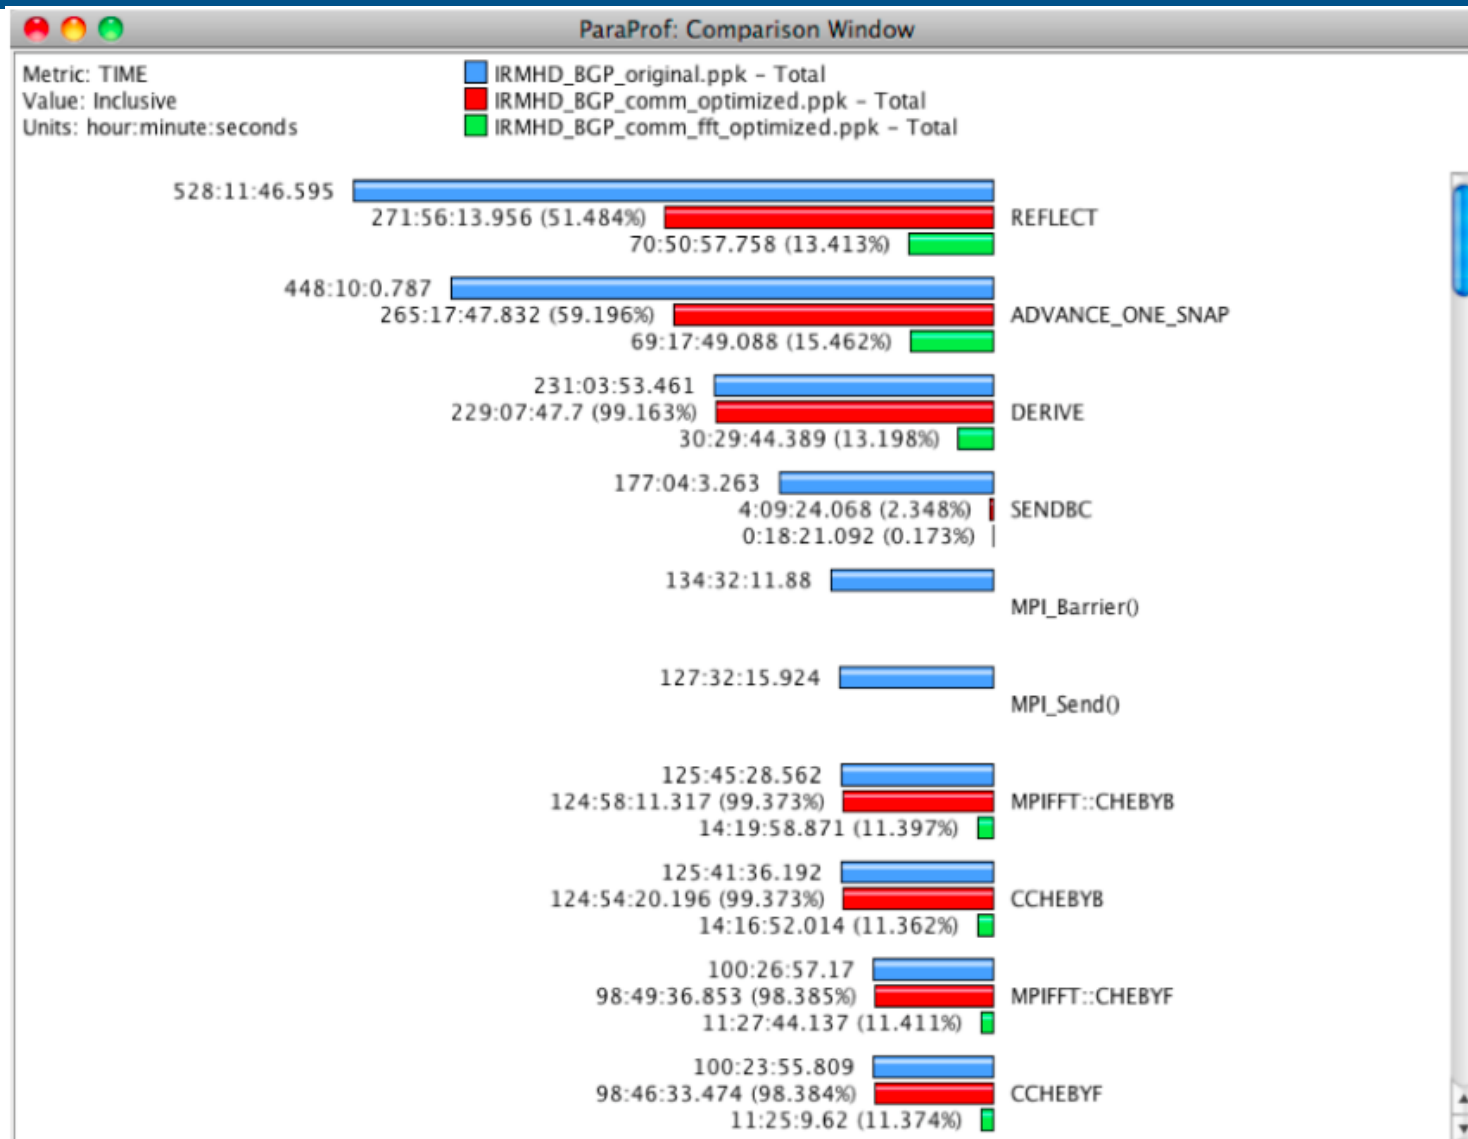 ParaProf: Comparison Window
Metric: TIME
Value: Inclusive
Units: hour:minute:seconds
IRMHD_BGP_original.ppk – Total
IRMHD_BGP_comm_optimized.ppk – Total
IRMHD_BGP_comm_fft_optimized.ppk – Total
528:11:46.595
271:56:13.956 (51.484%) REFLECT
70:50:57.758 (13.413%)
448:10:0.787
265:17:47.832 (59.196%) ADVANCE_ONE_SNAP
69:17:49.088 (15.462%)
231:03:53.461
229:07:47.7 (99.163%) DERIVE
30:29:44.389 (13.198%)
177:04:3.263
4:09:24.068 (2.348%) SENDBC
0:18:21.092 (0.173%)
134:32:11.88
MPI_Barrier()
127:32:15.924
MPI_Send()
125:45:28.562
124:58:11.317 (99.373%) MPIFFT::CHEBYB
14:19:58.871 (11.397%)
125:41:36.192
124:54:20.196 (99.373%) CCHEBYB
14:16:52.014 (11.362%)
100:26:57.17
98:49:36.853 (98.385%) MPIFFT::CHEBYF
11:27:44.137 (11.411%)
100:23:55.809
98:46:33.474 (98.384%) CCHEBYF
11:25:9.62 (11.374%)